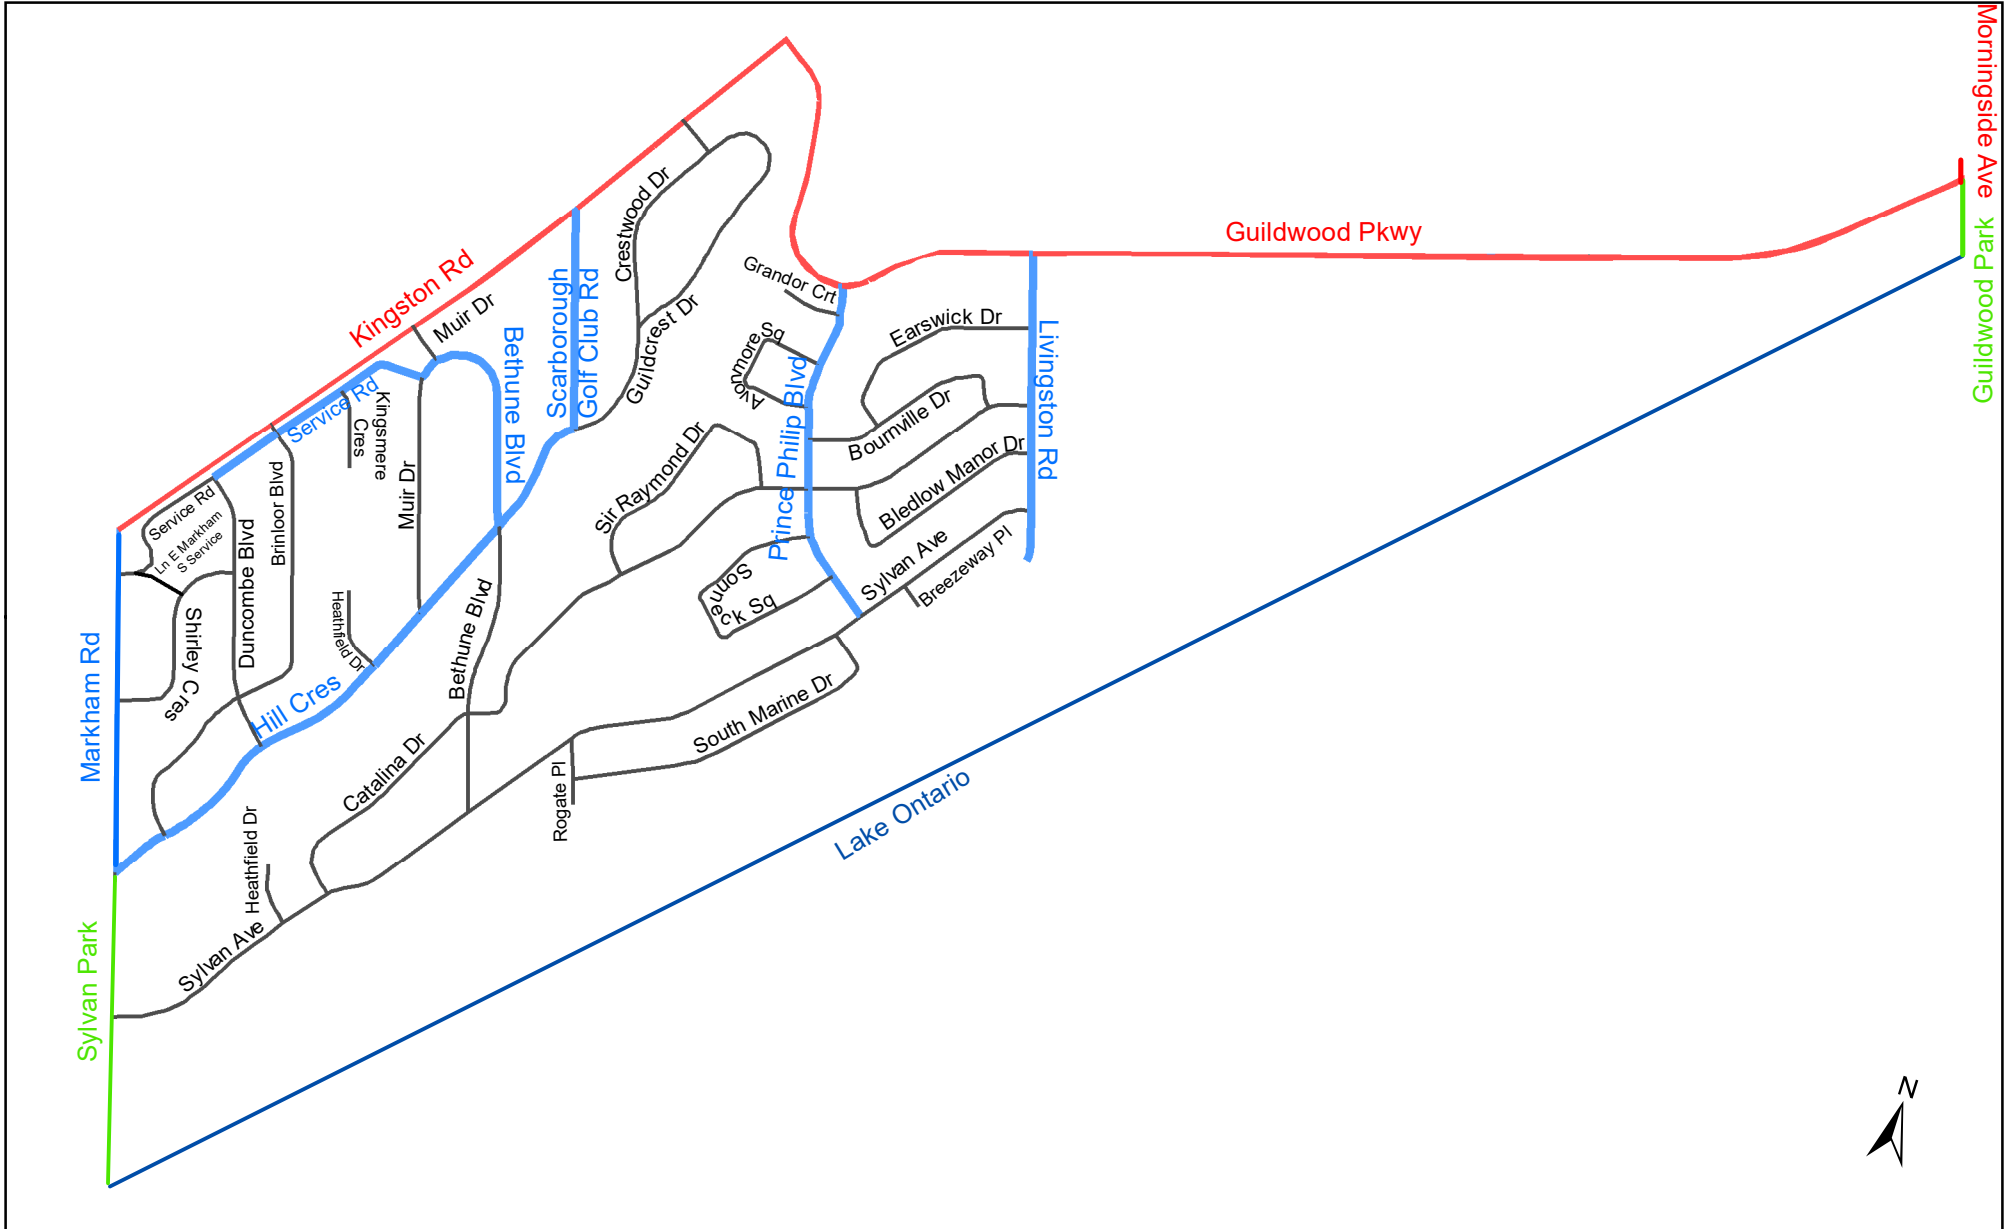 Morningside Ave
Guildwood Pkwy
Guildwood Park
Kingston Rd
Crestwood Dr
Grandor Crt
Muir Dr
Scarborough
Golf Club Rd
Bethune Blvd
Guildcrest Dr
Avonmore Sq
Earswick Dr
Livingston Rd
Service Rd
Kingsmere
Cres
Prince Philip Blvd
Bournville Dr
Bledlow Manor Dr
Sir Raymond Dr
Service Rd
Ln E Markham
S Service
Duncombe Blvd
Brinloor Blvd
Muir Dr
Sylvan Ave
Breezeway Pl
Sonneck Sq
Heathfield Dr
Bethune Blvd
Shirley Cres
Markham Rd
Hill Cres
South Marine Dr
Catalina Dr
Rogate Pl
Lake Ontario
Heathfield Dr
Sylvan Ave
Sylvan Park
N